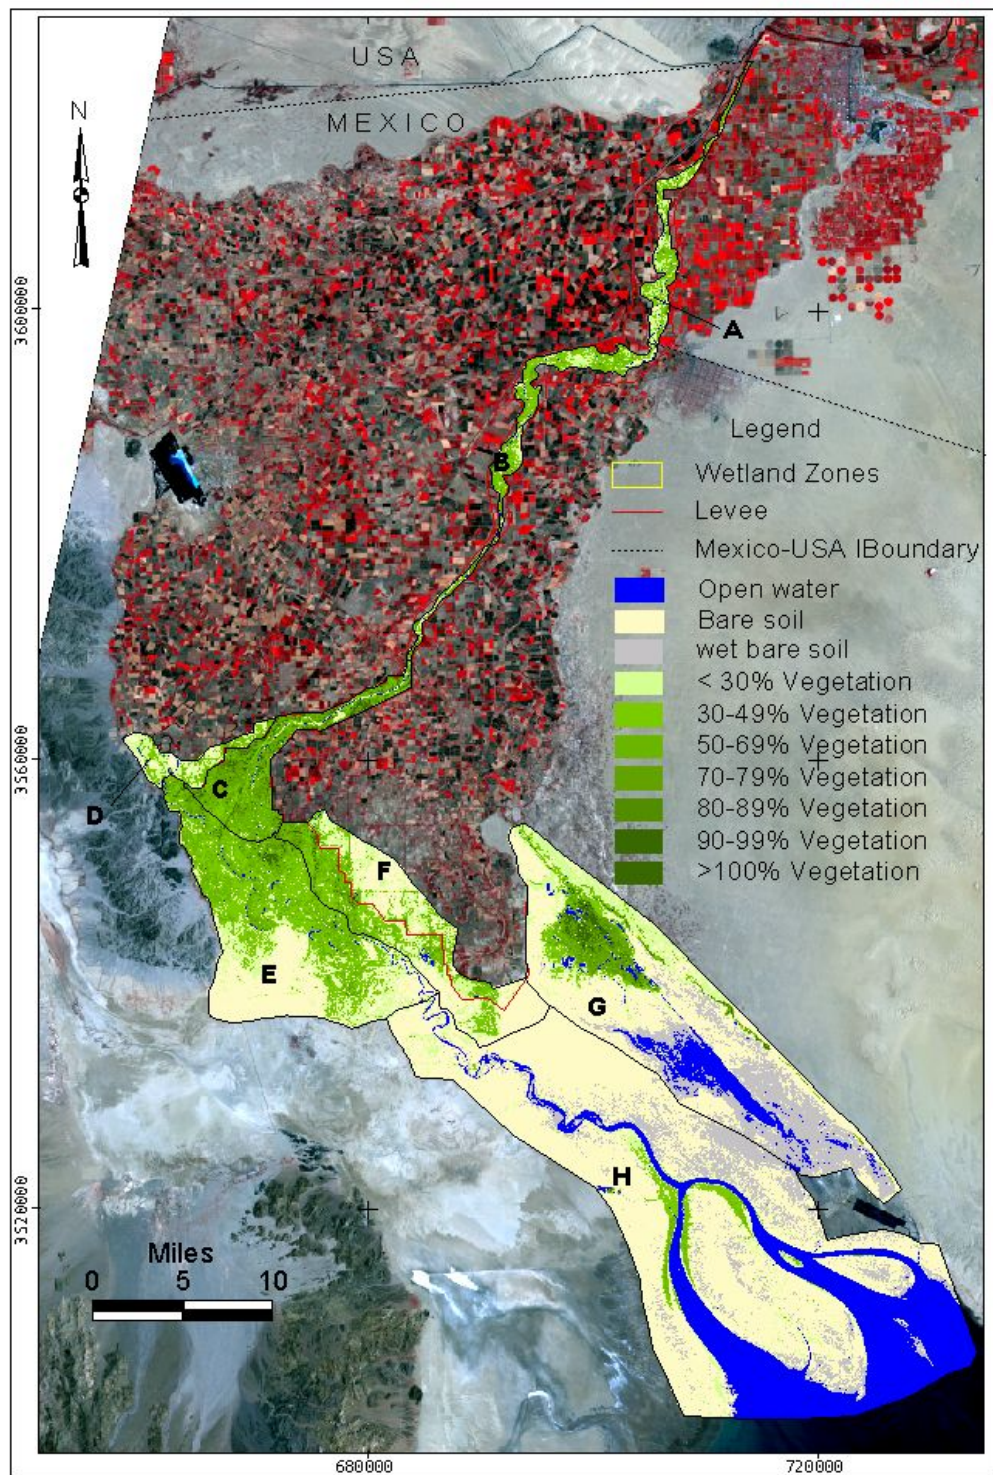 USA
MEXICO
N
A
B
C
D
E
F
G
H
Legend
Wetland Zones
Levee
Mexico-USA IBoundary
Open water
Bare soil
wet bare soil
< 30% Vegetation
30-49% Vegetation
50-69% Vegetation
70-79% Vegetation
80-89% Vegetation
90-99% Vegetation
>100% Vegetation
3600000
3560000
3520000
Miles
0 5 10
680000 720000